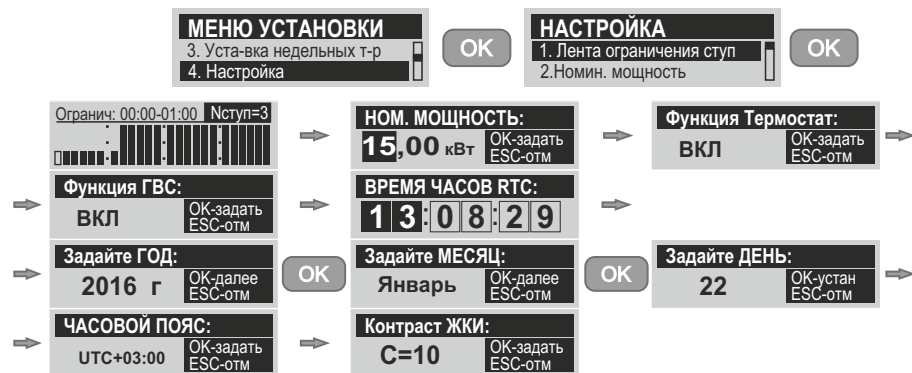 МЕНЮ УСТАНОВКИ
3. Уста-вка недельных т-р
4. Настройка
OK
НАСТРОЙКА
1. Лента ограничения ступ
2.Номин. мощность
OK
Огранич: 00:00-01:00 Nступ=3
НОМ. МОЩНОСТЬ:
15,00 кВт
OK-задать
ESC-отм
Функция Термостат:
ВКЛ
OK-задать
ESC-отм
Функция ГВС:
ВКЛ
OK-задать
ESC-отм
ВРЕМЯ ЧАСОВ RTC:
13:08:29
Задайте ГОД:
2016 г
OK-далее
ESC-отм
OK
Задайте МЕСЯЦ:
Январь
OK-далее
ESC-отм
OK
Задайте ДЕНЬ:
22
OK-устан
ESC-отм
ЧАСОВОЙ ПОЯС:
UTC+03:00
OK-задать
ESC-отм
Контраст ЖКИ:
C=10
OK-задать
ESC-отм